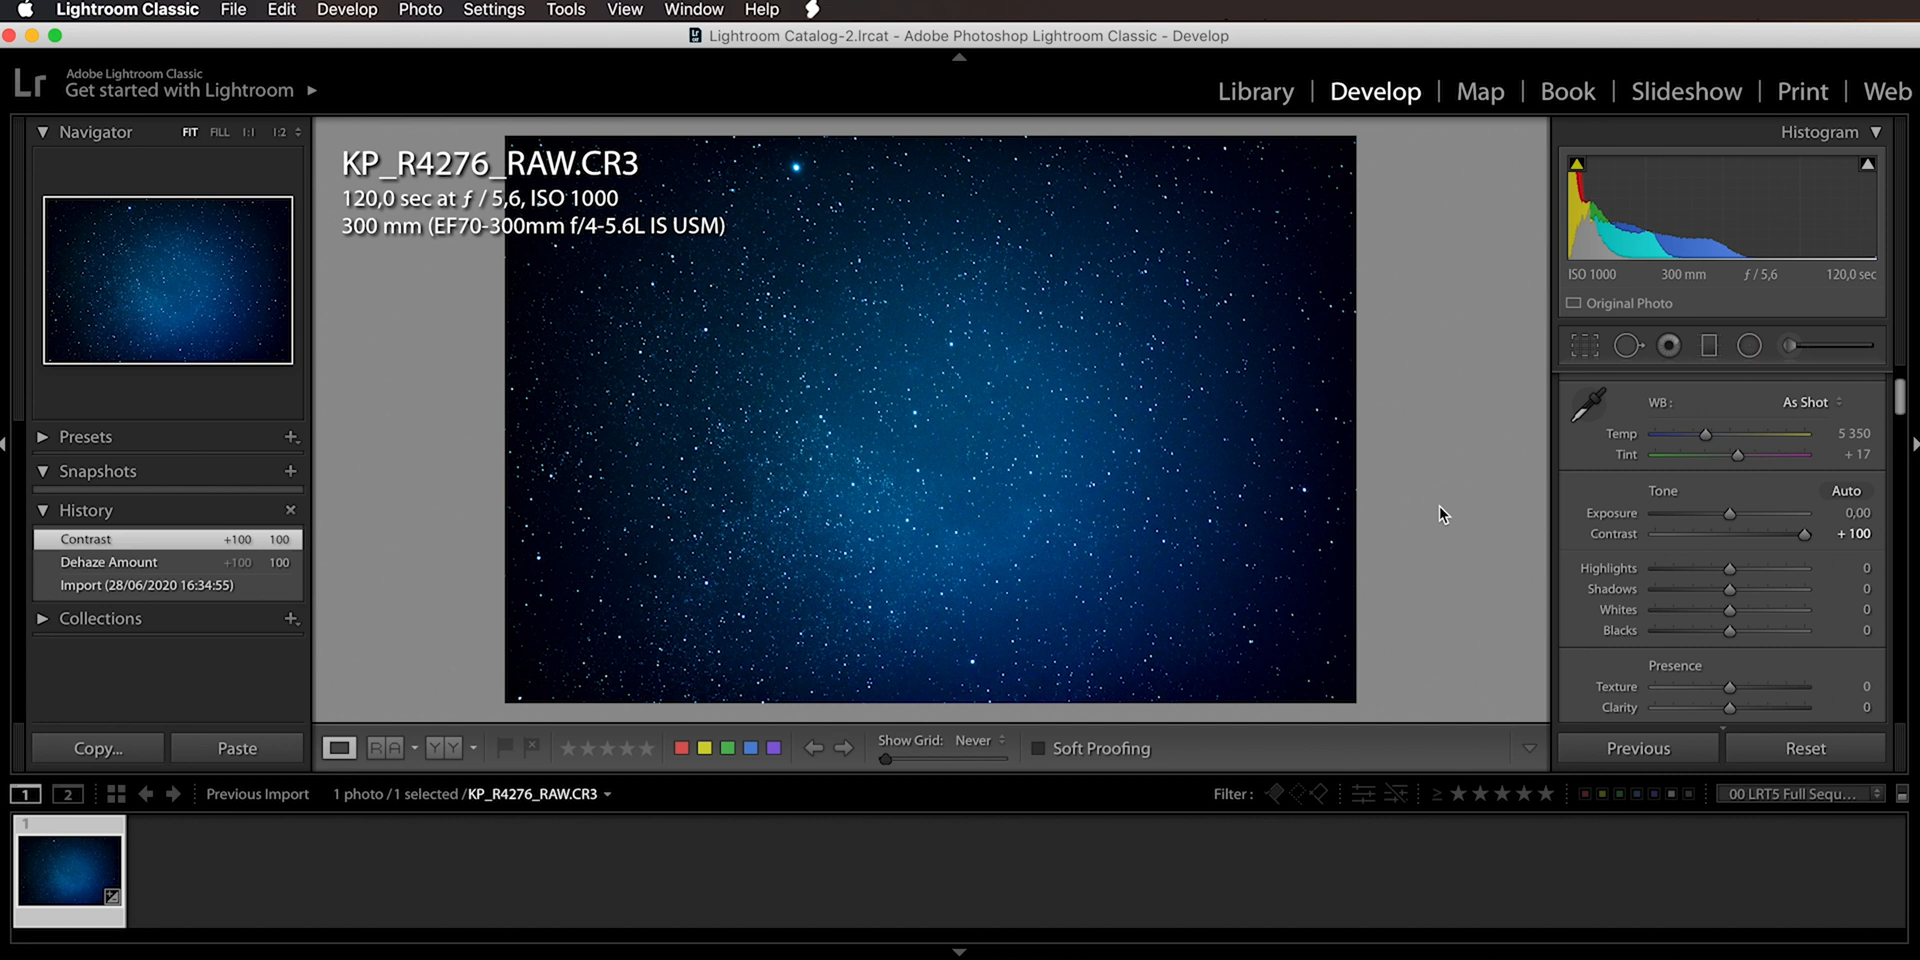 Lightroom Classic File Edit Develop Photo Settings Tools View Window Help
Lightroom Catalog-2.lrcat - Adobe Photoshop Lightroom Classic - Develop
Lr
Adobe Lightroom Classic
Get started with Lightroom
Library | Develop | Map | Book | Slideshow | Print | Web
Navigator FIT FILL 1:1 1:2
Presets
Snapshots
History
Contrast +100 100
Dehaze Amount +100 100
Import (28/06/2020 16:34:55)
Collections
Copy... Paste
KP_R4276_RAW.CR3
120,0 sec at ƒ / 5,6, ISO 1000
300 mm (EF70-300mm f/4-5.6L IS USM)
Histogram
ISO 1000 300 mm ƒ / 5,6 120,0 sec
Original Photo
WB: As Shot
Temp 5 350
Tint + 17
Tone Auto
Exposure 0,00
Contrast + 100
Highlights 0
Shadows 0
Whites 0
Blacks 0
Presence
Texture 0
Clarity 0
Previous Reset
R A Y Y Show Grid: Never Soft Proofing
1 2 Previous Import 1 photo / 1 selected / KP_R4276_RAW.CR3 Filter : ≥ 00 LRT5 Full Sequ...
1